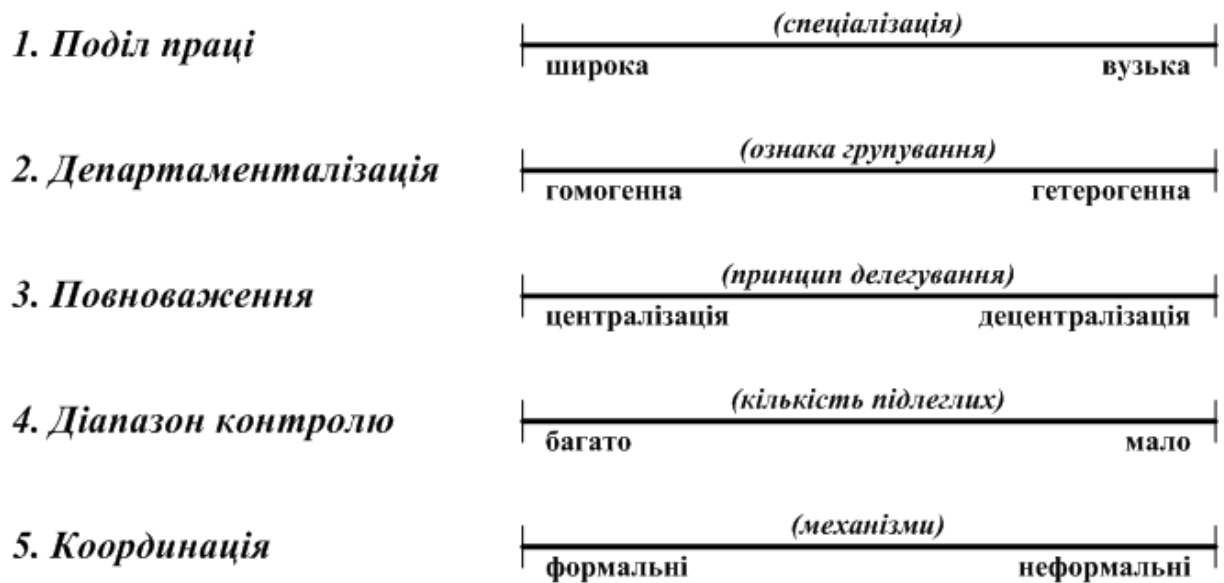 1. Поділ праці
(спеціалізація)
широка вузька
2. Департаменталізація
(ознака групування)
гомогенна гетерогенна
3. Повноваження
(принцип делегування)
централізація децентралізація
4. Діапазон контролю
(кількість підлеглих)
багато мало
5. Координація
(механізми)
формальні неформальні